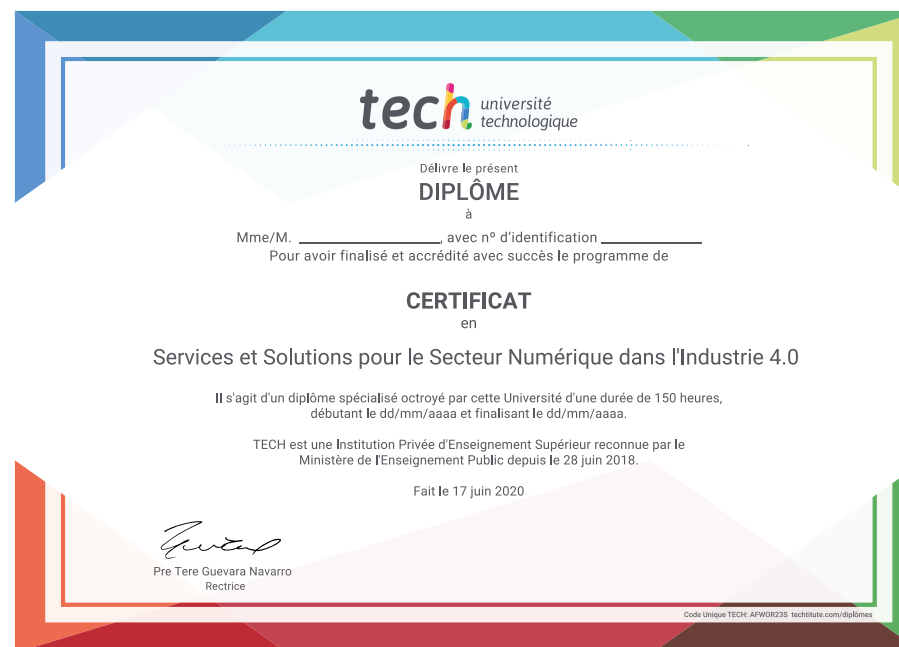 tech université
technologique
Délivre le présent
DIPLÔME
à
Mme/M. ____________________, avec nº d'identification ______________
Pour avoir finalisé et accrédité avec succès le programme de
CERTIFICAT
en
Services et Solutions pour le Secteur Numérique dans l'Industrie 4.0
Il s'agit d'un diplôme spécialisé octroyé par cette Université d'une durée de 150 heures,
débutant le dd/mm/aaaa et finalisant le dd/mm/aaaa.
TECH est une Institution Privée d'Enseignement Supérieur reconnue par le
Ministère de l'Enseignement Public depuis le 28 juin 2018.
Fait le 17 juin 2020
Pre Tere Guevara Navarro
Rectrice
Code Unique TECH: AFWOR23S techtitute.com/diplômes